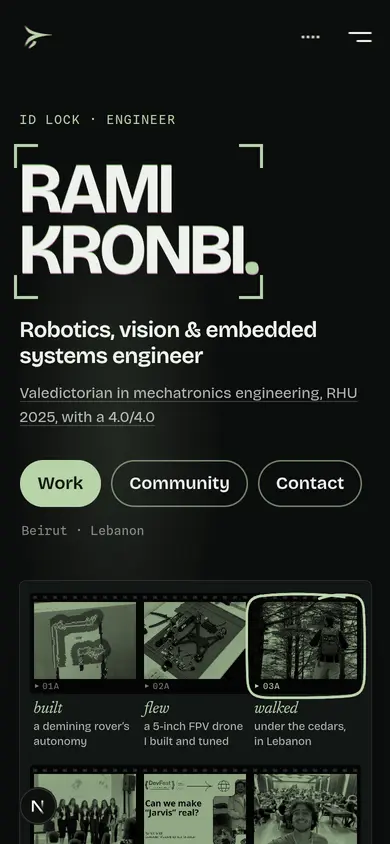 ID LOCK · ENGINEER
RAMI
KRONBI.
Robotics, vision & embedded
systems engineer
Valedictorian in mechatronics engineering, RHU
2025, with a 4.0/4.0
Work
Community
Contact
Beirut · Lebanon
▸ 01A
▸ 02A
▸ 03A
built
flew
walked
a demining rover's
autonomy
a 5-inch FPV drone
I built and tuned
under the cedars,
in Lebanon
DevFest
Can we make
"Jarvis" real?
N